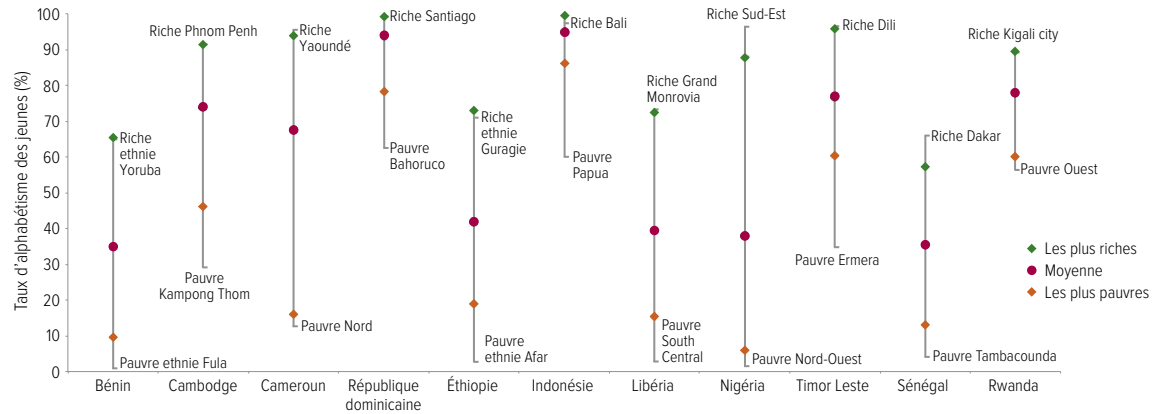 Taux d'alphabétisme des jeunes (%)
100
90
80
70
60
50
40
30
20
10
0
Riche
ethnie
Yoruba
Pauvre ethnie Fula
Riche Phnom Penh
Pauvre
Kampong Thom
Riche
Yaoundé
Pauvre Nord
Riche Santiago
Pauvre
Bahoruco
Riche
ethnie
Guragie
Pauvre
ethnie Afar
Riche Bali
Pauvre
Papua
Riche Grand
Monrovia
Pauvre
South
Central
Riche Sud-Est
Pauvre Nord-Ouest
Riche Dili
Pauvre Ermera
Riche Dakar
Pauvre Tambacounda
Riche Kigali city
Pauvre Ouest
Les plus riches
Moyenne
Les plus pauvres
Bénin
Cambodge
Cameroun
République
dominicaine
Éthiopie
Indonésie
Libéria
Nigéria
Timor Leste
Sénégal
Rwanda